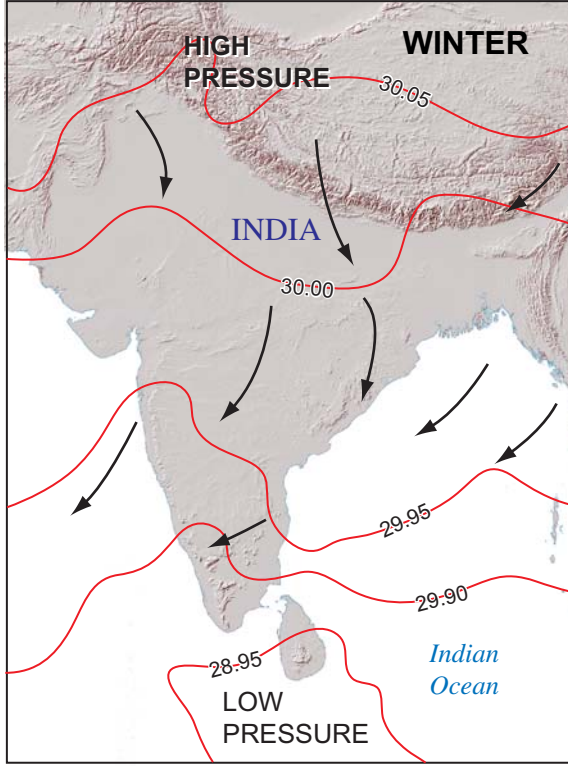 WINTER
HIGH
PRESSURE
30.05
INDIA
30.00
29.95
29.90
28.95
Indian
Ocean
LOW
PRESSURE